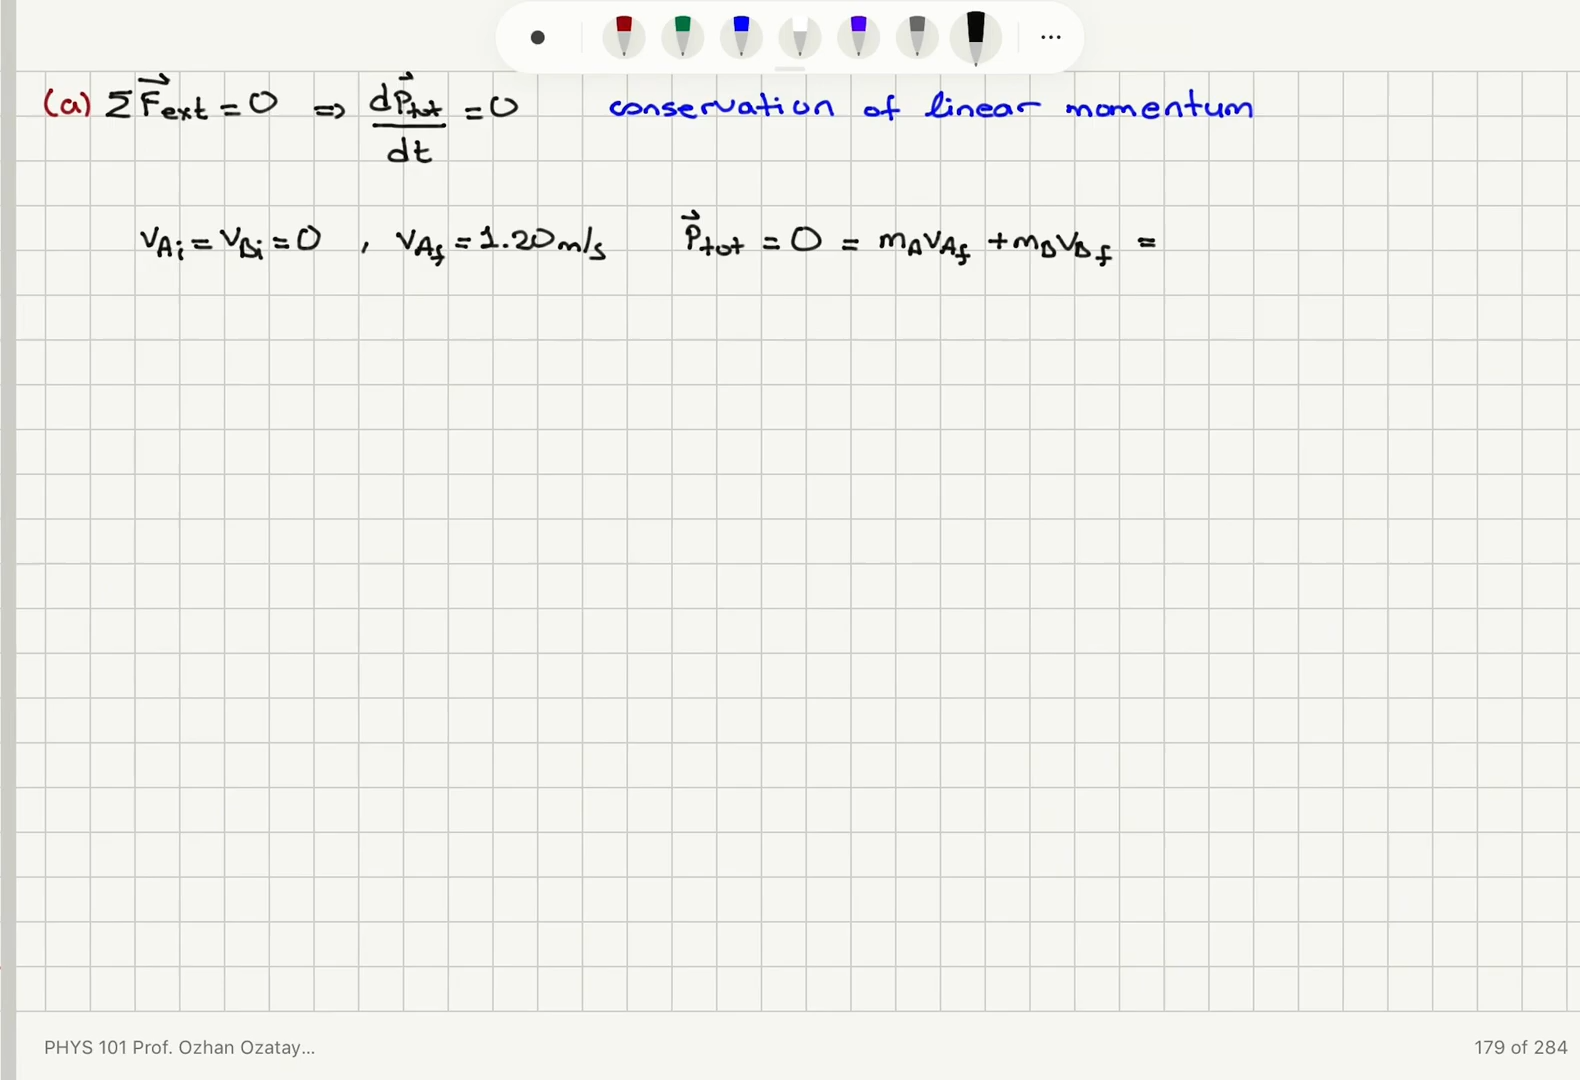 (a) Σ F⃗ext = 0 ⇒ dP⃗tot/dt = 0 conservation of linear momentum
vAi = vBi = 0 , vAf = 1.20 m/s P⃗tot = 0 = mAvAf + mBvBf =
PHYS 101 Prof. Ozhan Ozatay... 179 of 284